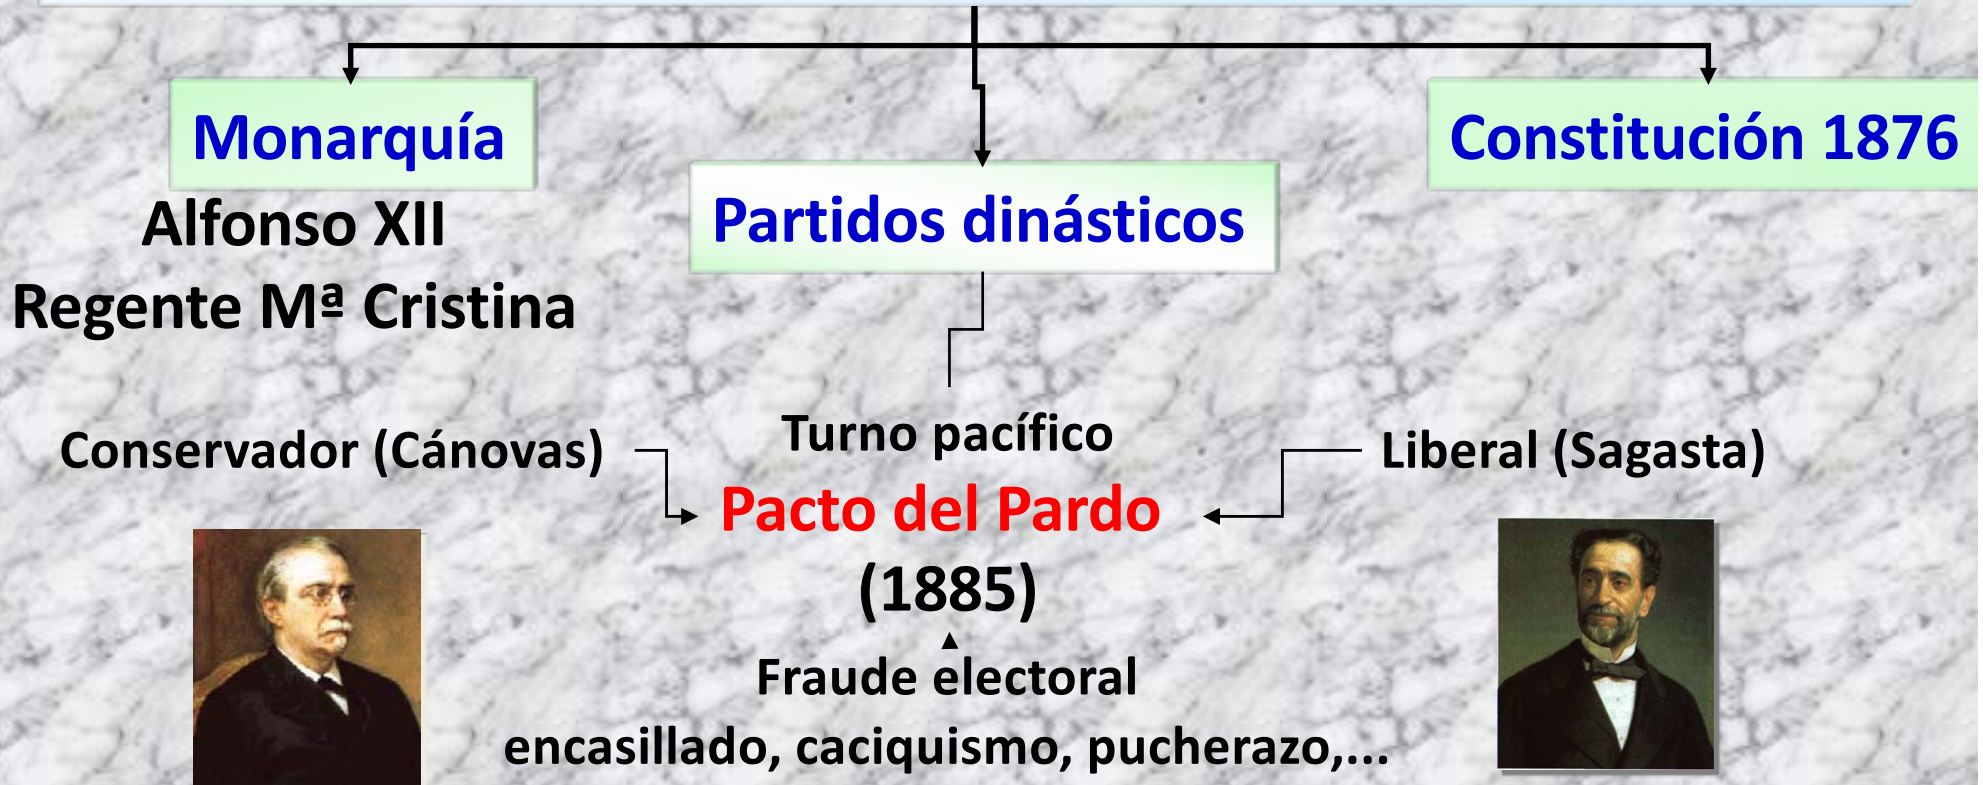 Monarquía
Alfonso XII
Regente Mª Cristina
Partidos dinásticos
Constitución 1876
Conservador (Cánovas)
Turno pacífico
Pacto del Pardo
(1885)
Liberal (Sagasta)
Fraude electoral
encasillado, caciquismo, pucherazo,...